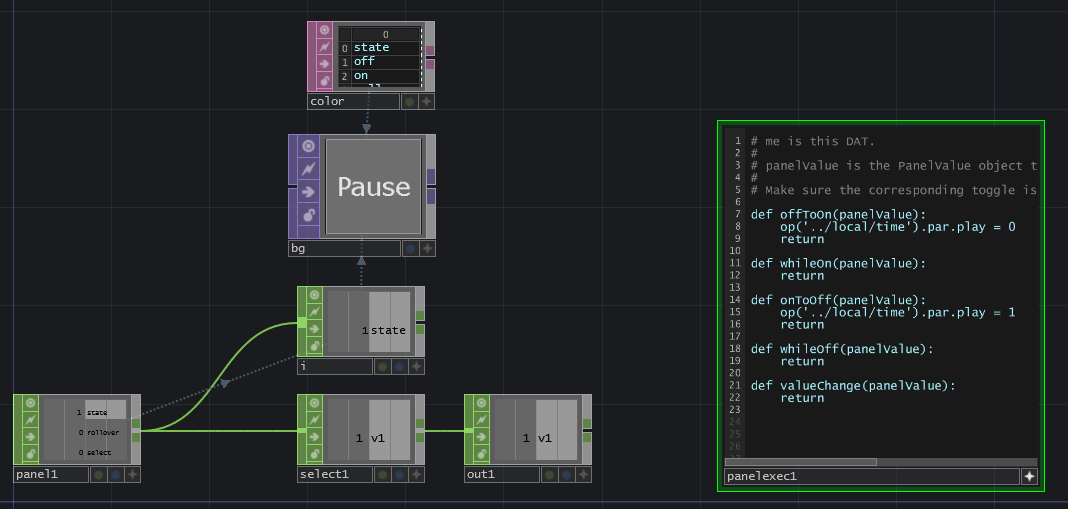 0
0 state
1 off
2 on
color
Pause
bg
1 state
i
1 state
0 rollover
0 select
panel1
1 v1
select1
1 v1
out1
1 # me is this DAT.
2 #
3 # panelValue is the PanelValue object t
4 #
5 # Make sure the corresponding toggle is
6
7 def offToOn(panelValue):
8     op('../local/time').par.play = 0
9     return
10
11 def whileOn(panelValue):
12     return
13
14 def onToOff(panelValue):
15     op('../local/time').par.play = 1
16     return
17
18 def whileOff(panelValue):
19     return
20
21 def valueChange(panelValue):
22     return
23
24
25
26
panelexec1